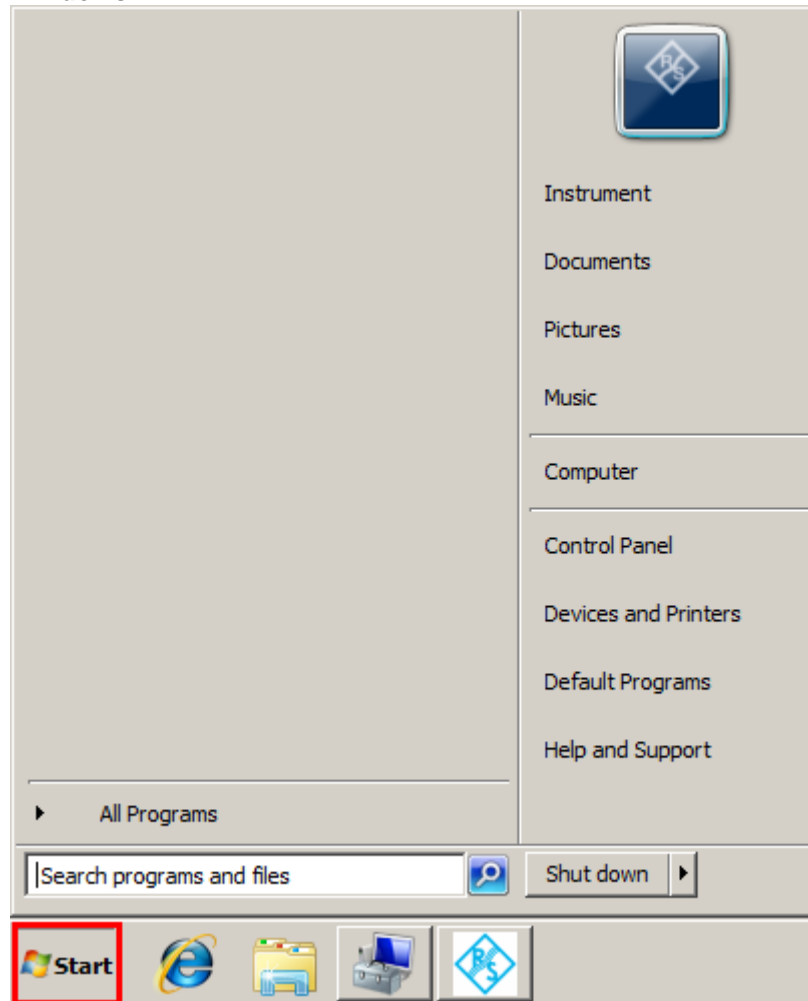 R
S
Instrument
Documents
Pictures
Music
Computer
Control Panel
Devices and Printers
Default Programs
Help and Support
All Programs
Search programs and files
Shut down
Start
R
S